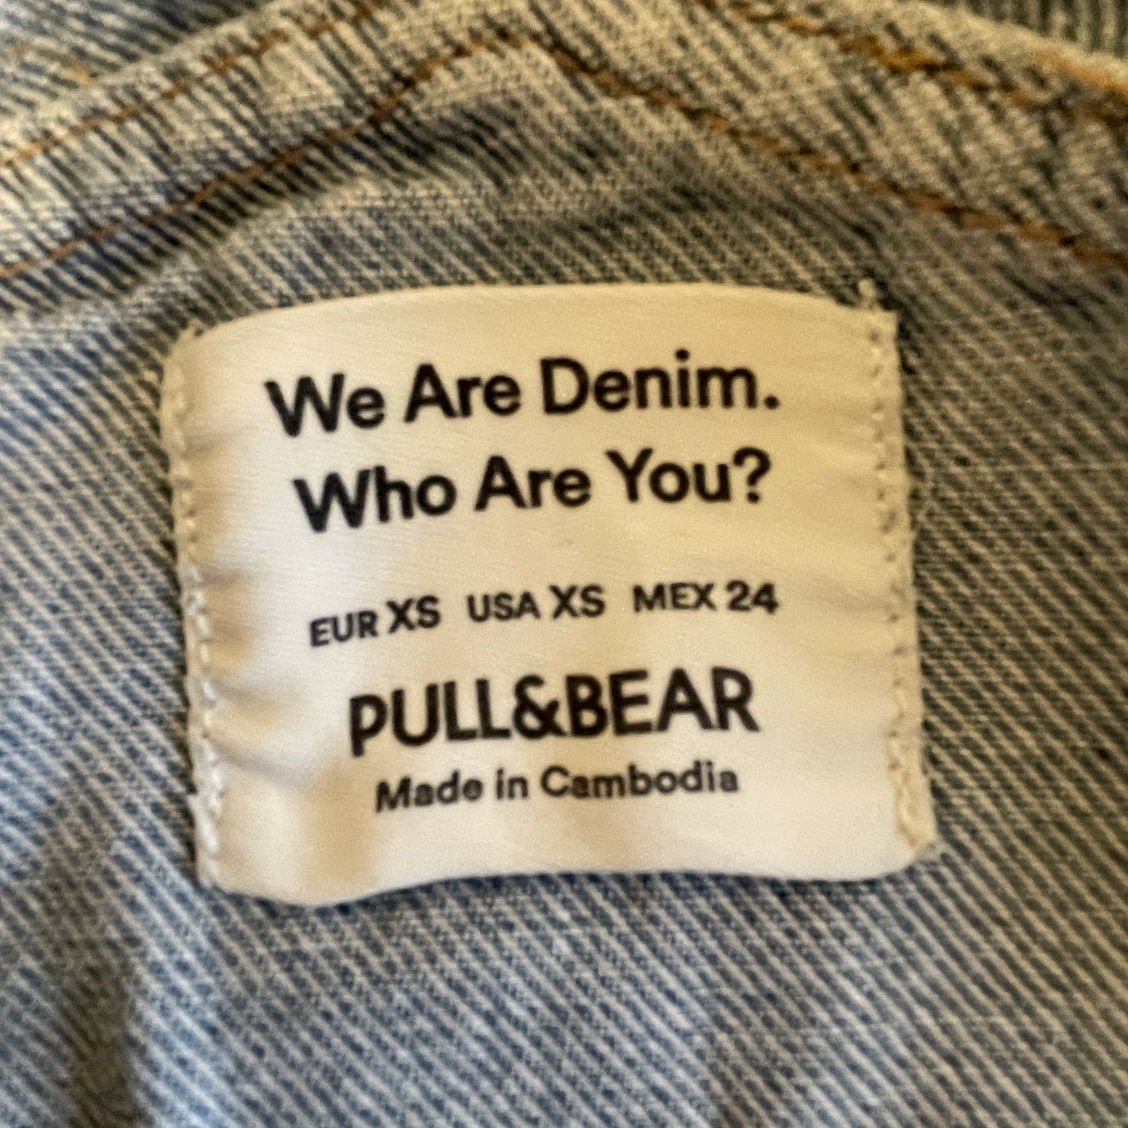 We Are Denim.
Who Are You?
EUR XS USA XS MEX 24
PULL&BEAR
Made in Cambodia